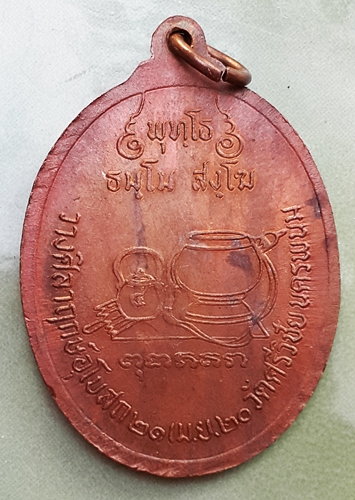 พุทฺโธ
ธมฺโม สงฺโฆ
๕
วางศิลาฤกษ์อุโบสถ ๒๑ เม.ย. ๒๐ วัดศรีวิชัย นครพนม